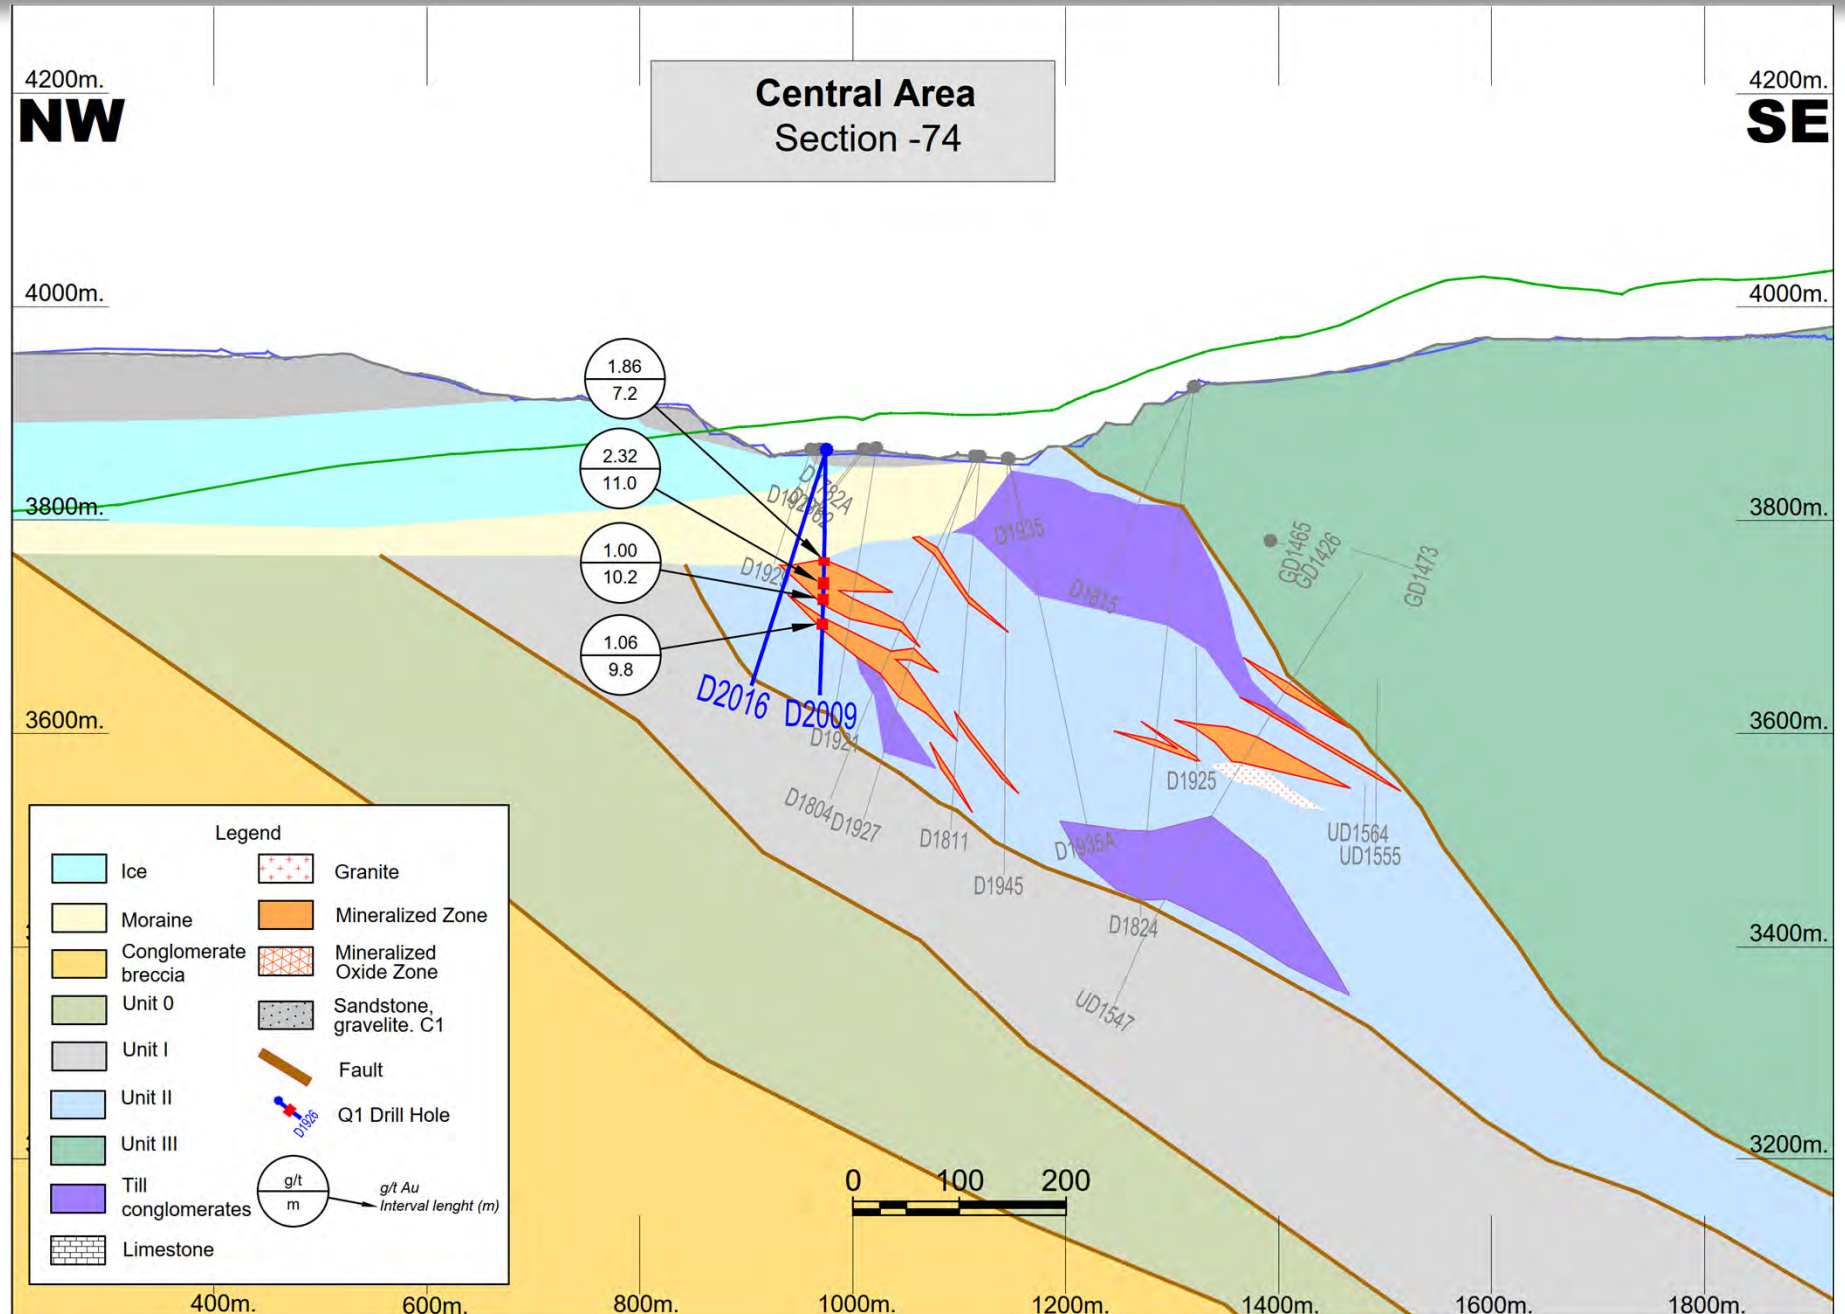 4200m.
4200m.
NW
SE
Central Area
Section -74
4000m.
4000m.
1.86
7.2
2.32
11.0
1.00
10.2
1.06
9.8
3800m.
3800m.
D1935
D1815
GD1465
GD1426
GD1473
D2016
D2009
D1921
3600m.
3600m.
D1804
D1927
D1811
D1945
D1935A
D1925
D1824
UD1564
UD1555
UD1547
3400m.
3200m.
Legend
Ice
Moraine
Conglomerate
breccia
Unit 0
Unit I
Unit II
Unit III
Till
conglomerates
Limestone
Granite
Mineralized Zone
Mineralized
Oxide Zone
Sandstone,
gravelite. C1
Fault
Q1 Drill Hole
D1926
g/t
m
g/t Au
Interval lenght (m)
0 100 200
400m.
600m.
800m.
1000m.
1200m.
1400m.
1600m.
1800m.